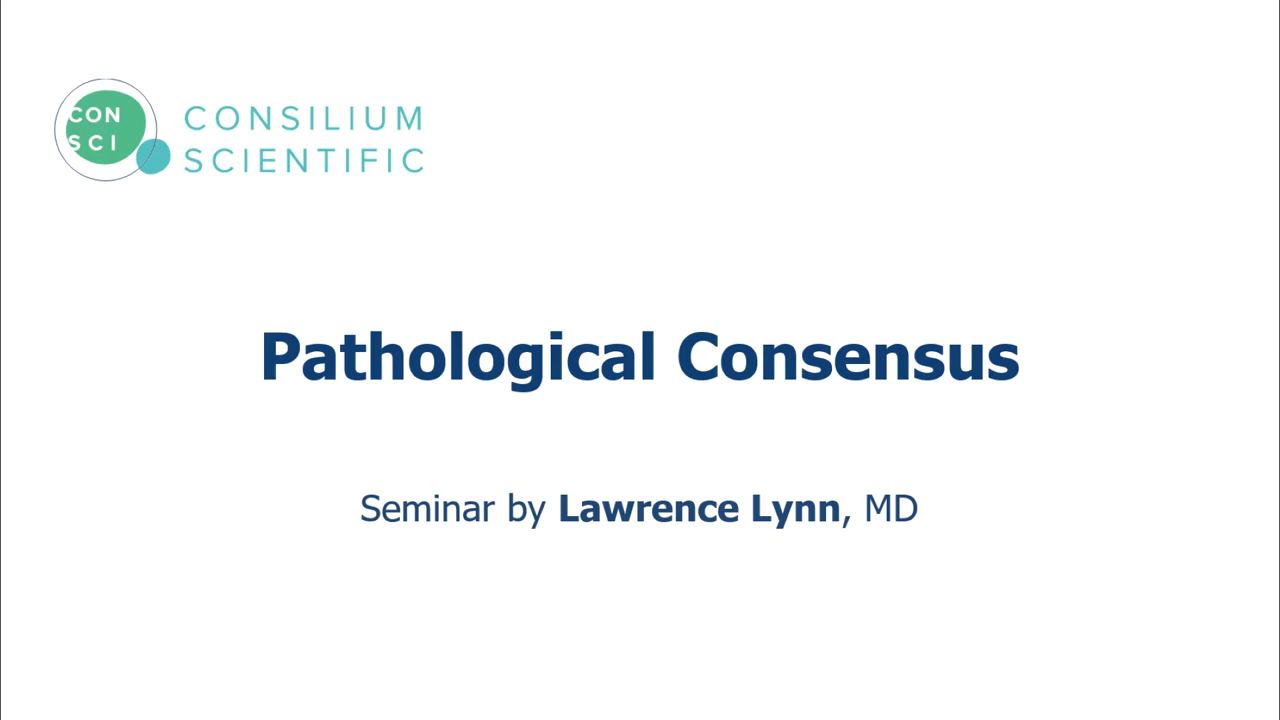 CON
SCI
CONSILIUM
SCIENTIFIC
Pathological Consensus
Seminar by Lawrence Lynn, MD